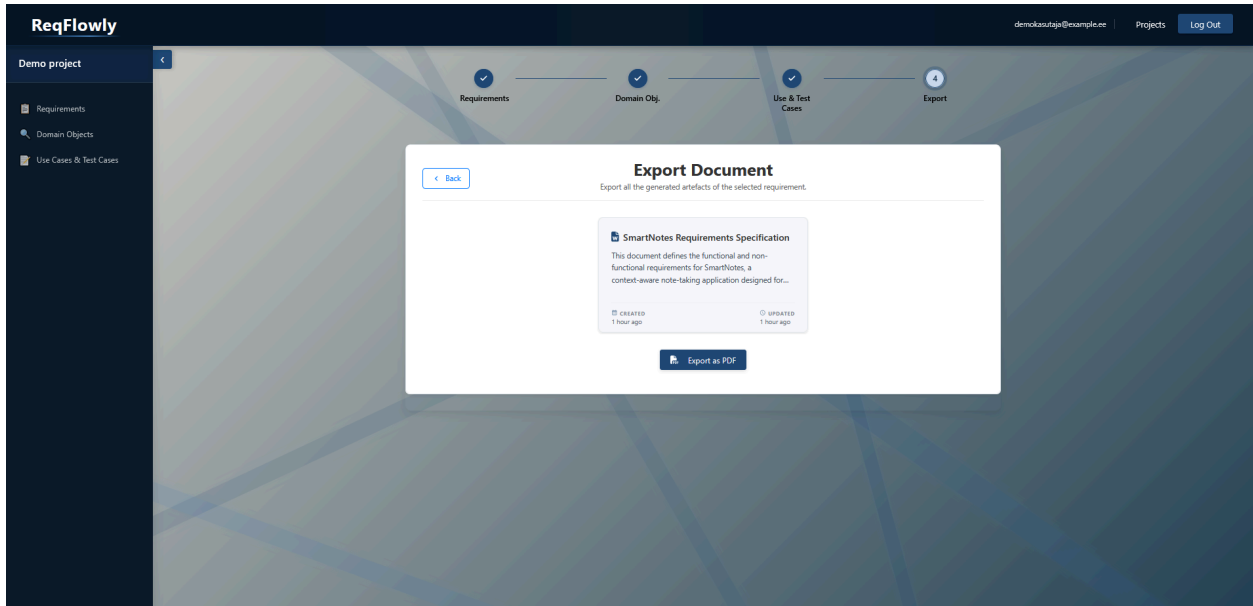 ReqFlowly
demokasutaja@example.ee
Projects
Log Out
Demo project
Requirements
Domain Objects
Use Cases & Test Cases
Requirements
Domain Obj.
Use & Test
Cases
4
Export
Back
Export Document
Export all the generated artefacts of the selected requirement.
SmartNotes Requirements Specification
This document defines the functional and non-
functional requirements for SmartNotes, a
context-aware note-taking application designed for...
CREATED
1 hour ago
UPDATED
1 hour ago
Export as PDF